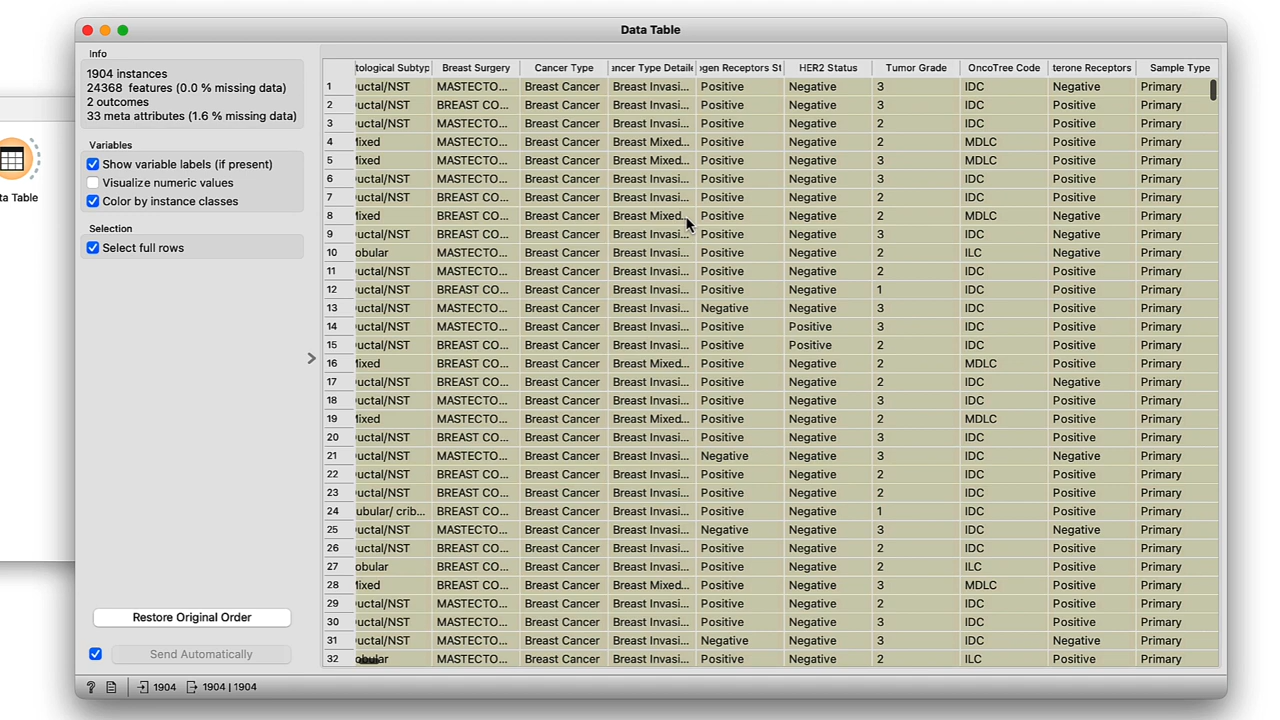 Data Table
Info
1904 instances
24368 features (0.0 % missing data)
2 outcomes
33 meta attributes (1.6 % missing data)
Variables
Show variable labels (if present)
Visualize numeric values
Color by instance classes
Selection
Select full rows
Restore Original Order
Send Automatically
1904
1904 | 1904
ta Table
tological Subtyp Breast Surgery Cancer Type ancer Type Detaile ogen Receptors St HER2 Status Tumor Grade OncoTree Code terone Receptors Sample Type
1 uctal/NST MASTECTO... Breast Cancer Breast Invasi... Positive Negative 3 IDC Negative Primary
2 uctal/NST BREAST CO... Breast Cancer Breast Invasi... Positive Negative 3 IDC Positive Primary
3 uctal/NST MASTECTO... Breast Cancer Breast Invasi... Positive Negative 2 IDC Positive Primary
4 Mixed MASTECTO... Breast Cancer Breast Mixed... Positive Negative 2 MDLC Positive Primary
5 Mixed MASTECTO... Breast Cancer Breast Mixed... Positive Negative 3 MDLC Positive Primary
6 uctal/NST MASTECTO... Breast Cancer Breast Invasi... Positive Negative 3 IDC Positive Primary
7 uctal/NST BREAST CO... Breast Cancer Breast Invasi... Positive Negative 2 IDC Positive Primary
8 Mixed BREAST CO... Breast Cancer Breast Mixed... Positive Negative 2 MDLC Negative Primary
9 uctal/NST BREAST CO... Breast Cancer Breast Invasi... Positive Negative 3 IDC Negative Primary
10 obular MASTECTO... Breast Cancer Breast Invasi... Positive Negative 2 ILC Negative Primary
11 uctal/NST MASTECTO... Breast Cancer Breast Invasi... Positive Negative 2 IDC Positive Primary
12 uctal/NST BREAST CO... Breast Cancer Breast Invasi... Positive Negative 1 IDC Positive Primary
13 uctal/NST MASTECTO... Breast Cancer Breast Invasi... Negative Negative 3 IDC Positive Primary
14 uctal/NST MASTECTO... Breast Cancer Breast Invasi... Positive Positive 3 IDC Positive Primary
15 uctal/NST BREAST CO... Breast Cancer Breast Invasi... Positive Positive 2 IDC Positive Primary
16 Mixed MASTECTO... Breast Cancer Breast Mixed... Positive Negative 2 MDLC Positive Primary
17 uctal/NST BREAST CO... Breast Cancer Breast Invasi... Positive Negative 2 IDC Negative Primary
18 uctal/NST MASTECTO... Breast Cancer Breast Invasi... Positive Negative 3 IDC Positive Primary
19 Mixed MASTECTO... Breast Cancer Breast Mixed... Positive Negative 2 MDLC Positive Primary
20 uctal/NST BREAST CO... Breast Cancer Breast Invasi... Positive Negative 3 IDC Positive Primary
21 uctal/NST MASTECTO... Breast Cancer Breast Invasi... Negative Negative 3 IDC Negative Primary
22 uctal/NST BREAST CO... Breast Cancer Breast Invasi... Positive Negative 2 IDC Positive Primary
23 uctal/NST BREAST CO... Breast Cancer Breast Invasi... Positive Negative 2 IDC Positive Primary
24 ubular/ crib... BREAST CO... Breast Cancer Breast Invasi... Positive Negative 1 IDC Positive Primary
25 uctal/NST MASTECTO... Breast Cancer Breast Invasi... Negative Negative 3 IDC Negative Primary
26 uctal/NST BREAST CO... Breast Cancer Breast Invasi... Positive Negative 2 IDC Positive Primary
27 obular BREAST CO... Breast Cancer Breast Invasi... Positive Negative 2 ILC Positive Primary
28 Mixed BREAST CO... Breast Cancer Breast Mixed... Positive Negative 3 MDLC Positive Primary
29 uctal/NST MASTECTO... Breast Cancer Breast Invasi... Positive Negative 2 IDC Positive Primary
30 uctal/NST MASTECTO... Breast Cancer Breast Invasi... Positive Negative 3 IDC Positive Primary
31 uctal/NST MASTECTO... Breast Cancer Breast Invasi... Negative Negative 3 IDC Negative Primary
32 obular MASTECTO... Breast Cancer Breast Invasi... Positive Negative 2 ILC Positive Primary